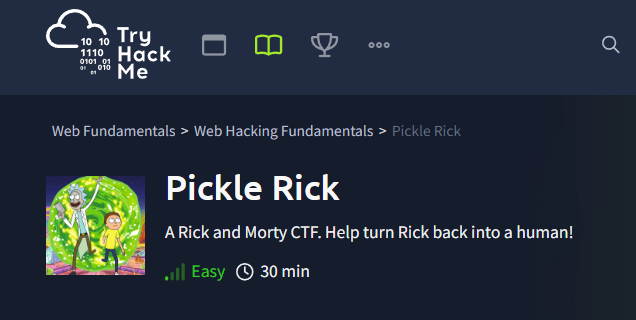 Try
Hack
Me
10 10
1110
0101 01
01 010
01
Web Fundamentals > Web Hacking Fundamentals > Pickle Rick
Pickle Rick
A Rick and Morty CTF. Help turn Rick back into a human!
Easy 30 min